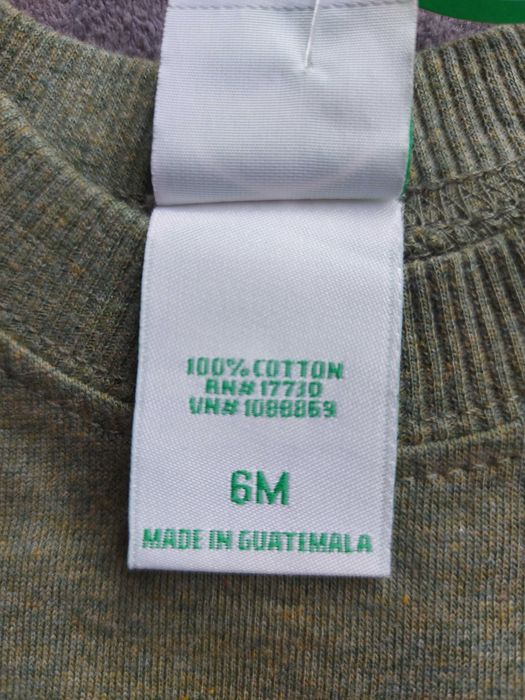 100% COTTON
RN# 17730
VN# 1088869
6M
MADE IN GUATEMALA